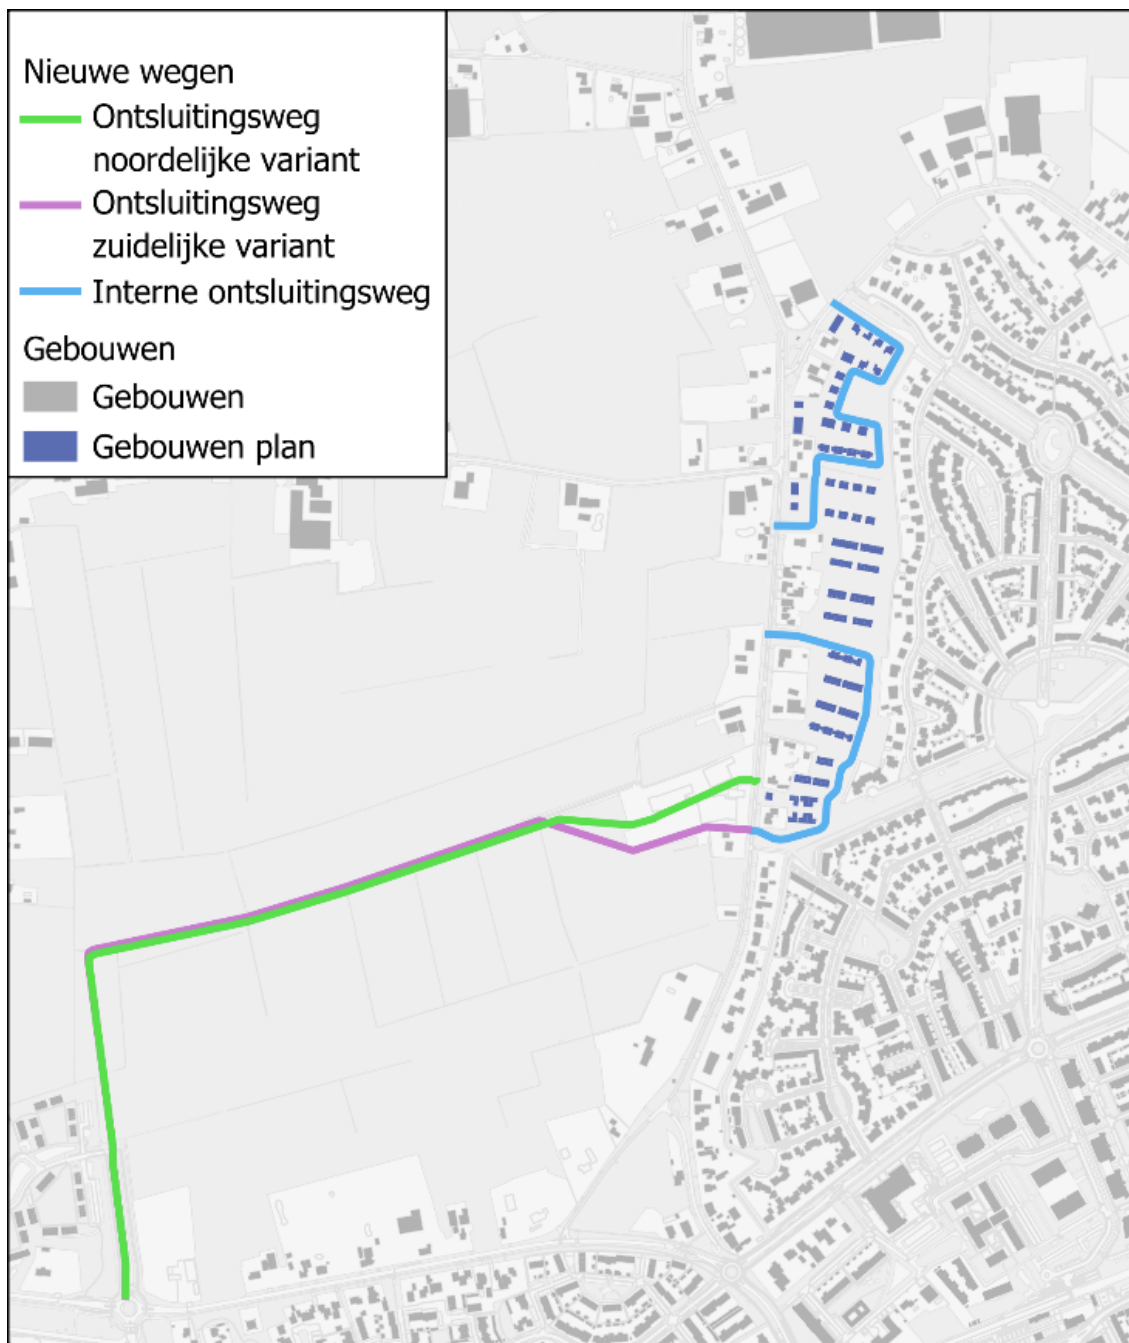 Nieuwe wegen
Ontsluitingsweg
noordelijke variant
Ontsluitingsweg
zuidelijke variant
Interne ontsluitingsweg
Gebouwen
Gebouwen
Gebouwen plan